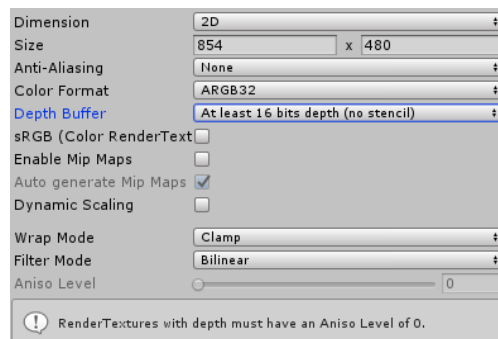 Dimension 2D
Size 854 x 480
Anti-Aliasing None
Color Format ARGB32
Depth Buffer At least 16 bits depth (no stencil)
sRGB (Color RenderText
Enable Mip Maps
Auto generate Mip Maps
Dynamic Scaling
Wrap Mode Clamp
Filter Mode Bilinear
Aniso Level 0
RenderTextures with depth must have an Aniso Level of 0.